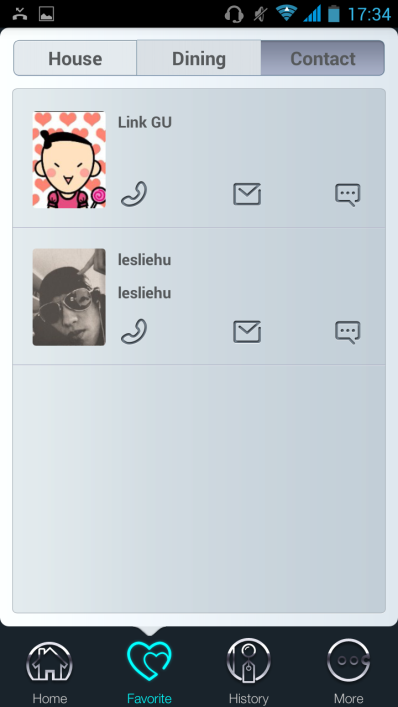 17:34
House Dining Contact
Link GU
lesliehu
lesliehu
Home Favorite History More